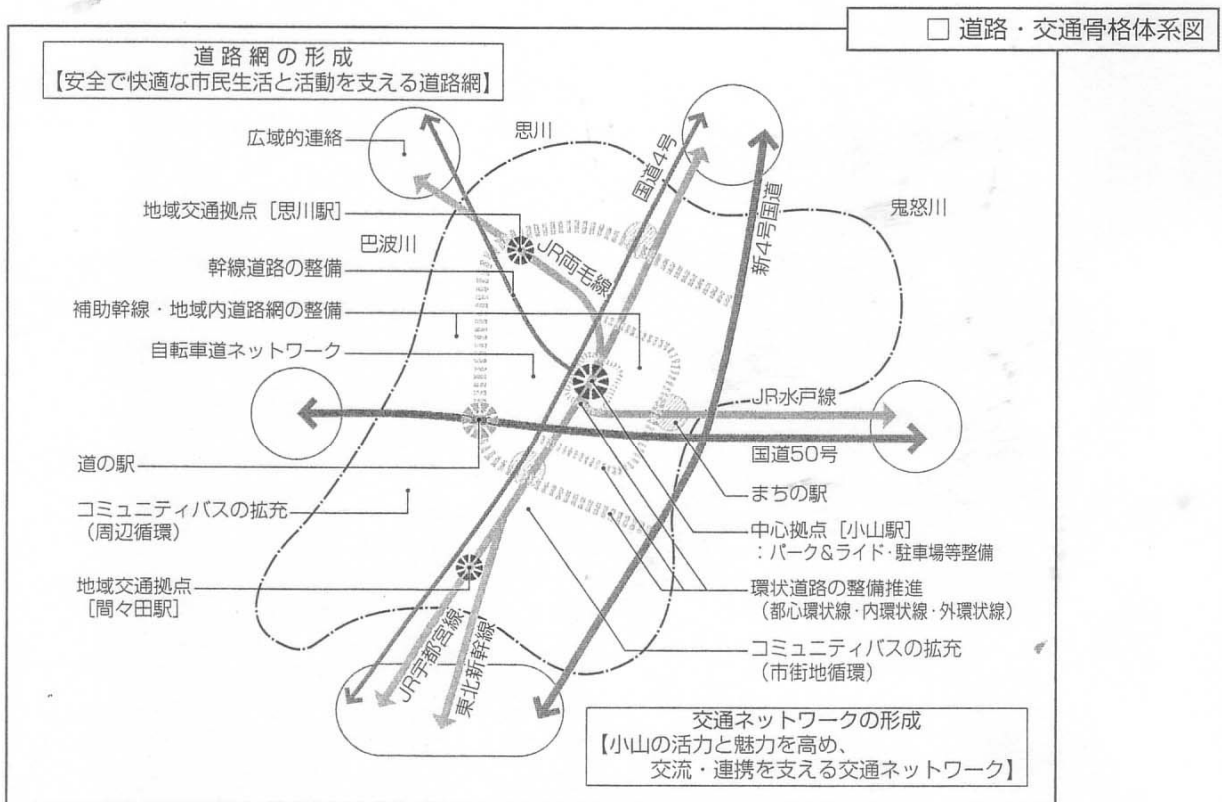 □ 道路・交通骨格体系図
道路網の形成
【安全で快適な市民生活と活動を支える道路網】
広域的連絡
思川
国道4号
新4号国道
鬼怒川
地域交通拠点［思川駅］
巴波川
JR両毛線
幹線道路の整備
補助幹線・地域内道路網の整備
自転車道ネットワーク
JR水戸線
国道50号
道の駅
まちの駅
コミュニティバスの拡充
（周辺循環）
中心拠点［小山駅］
：パーク&ライド・駐車場等整備
地域交通拠点
［間々田駅］
環状道路の整備推進
（都心環状線・内環状線・外環状線）
JR宇都宮線
東北新幹線
コミュニティバスの拡充
（市街地循環）
交通ネットワークの形成
【小山の活力と魅力を高め、
交流・連携を支える交通ネットワーク】